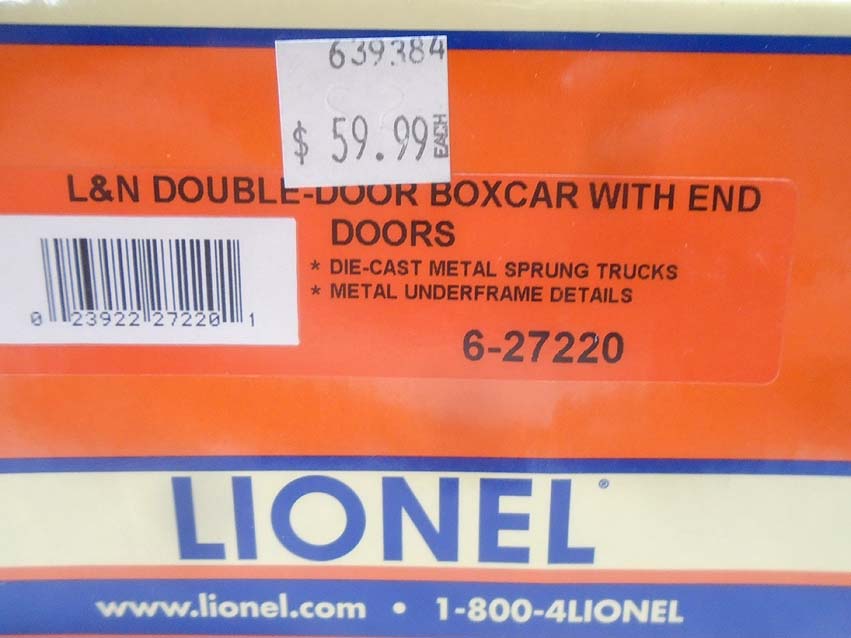 639384
$ 59.99 EACH
L&N DOUBLE-DOOR BOXCAR WITH END
DOORS
* DIE-CAST METAL SPRUNG TRUCKS
* METAL UNDERFRAME DETAILS
0 23922 27220 1
6-27220
LIONEL®
www.lionel.com • 1-800-4LIONEL